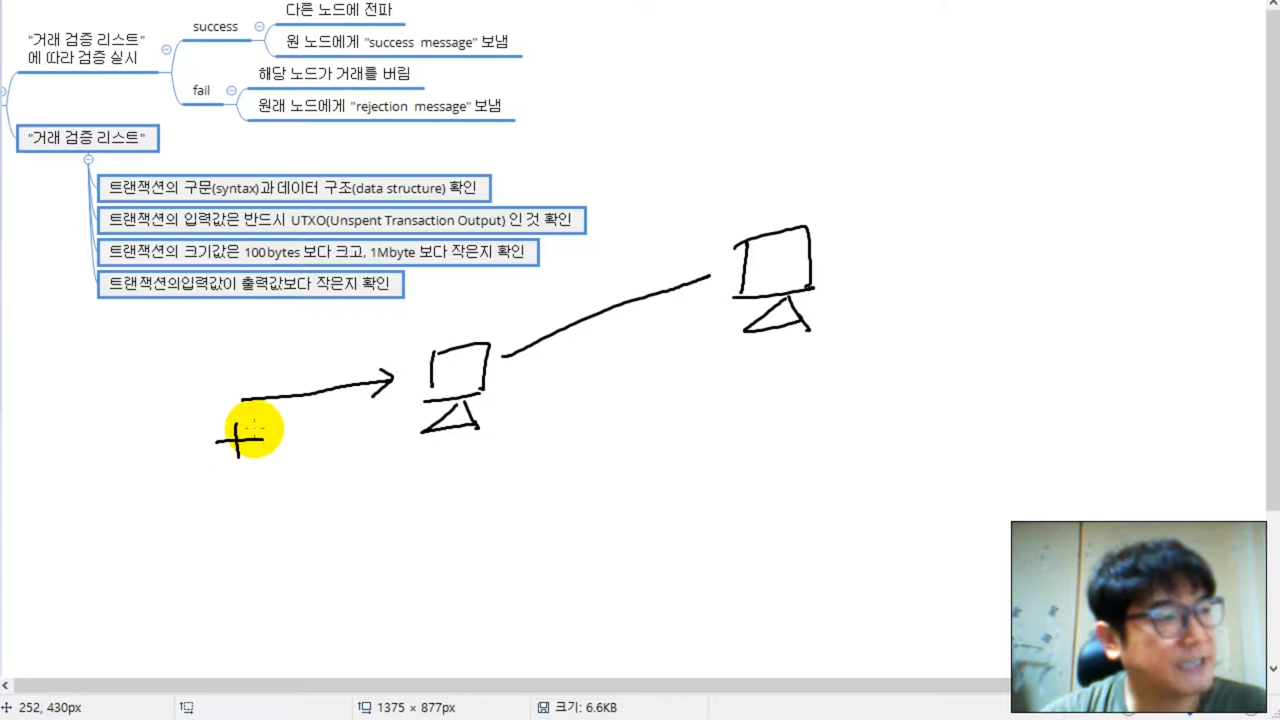 다른 노드에 전파
success
"거래 검증 리스트"
에 따라 검증 실시
원 노드에게 "success message" 보냄
해당 노드가 거래를 버림
fail
원래 노드에게 "rejection message" 보냄
"거래 검증 리스트"
트랜잭션의 구문(syntax)과 데이터 구조(data structure) 확인
트랜잭션의 입력값은 반드시 UTXO(Unspent Transaction Output) 인 것 확인
트랜잭션의 크기값은 100bytes 보다 크고, 1Mbyte 보다 작은지 확인
트랜잭션의입력값이 출력값보다 작은지 확인
252, 430px
1375 × 877px
크기: 6.6KB